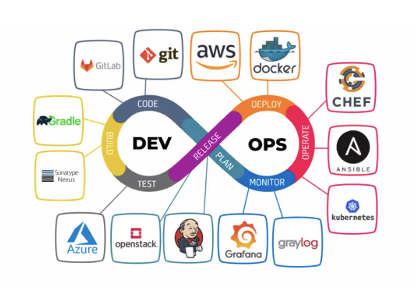 GitLab
git
aws
docker
CODE
DEPLOY
CHEF
Gradle
BUILD
DEV
RELEASE
OPS
OPERATE
ANSIBLE
Sonatype
Nexus
TEST
PLAN
MONITOR
kubernetes
Azure
openstack.
Grafana
graylog